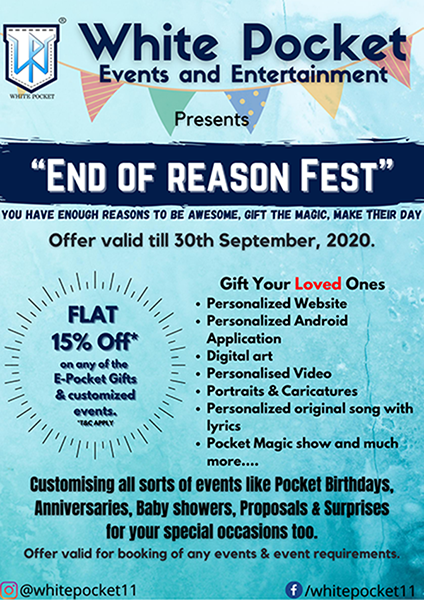 ®
WHITE POCKET
White Pocket
Events and Entertainment
Presents
“END OF REASON FEST”
YOU HAVE ENOUGH REASONS TO BE AWESOME, GIFT THE MAGIC, MAKE THEIR DAY
Offer valid till 30th September, 2020.
FLAT
15% Off*
on any of the
E-Pocket Gifts
& customized
events.
*T&C APPLY
Gift Your Loved Ones
• Personalized Website
• Personalized Android
Application
• Digital art
• Personalised Video
• Portraits & Caricatures
• Personalized original song with
lyrics
• Pocket Magic show and much
more....
Customising all sorts of events like Pocket Birthdays,
Anniversaries, Baby showers, Proposals & Surprises
for your special occasions too.
Offer valid for booking of any events & event requirements.
@whitepocket11
/whitepocket11